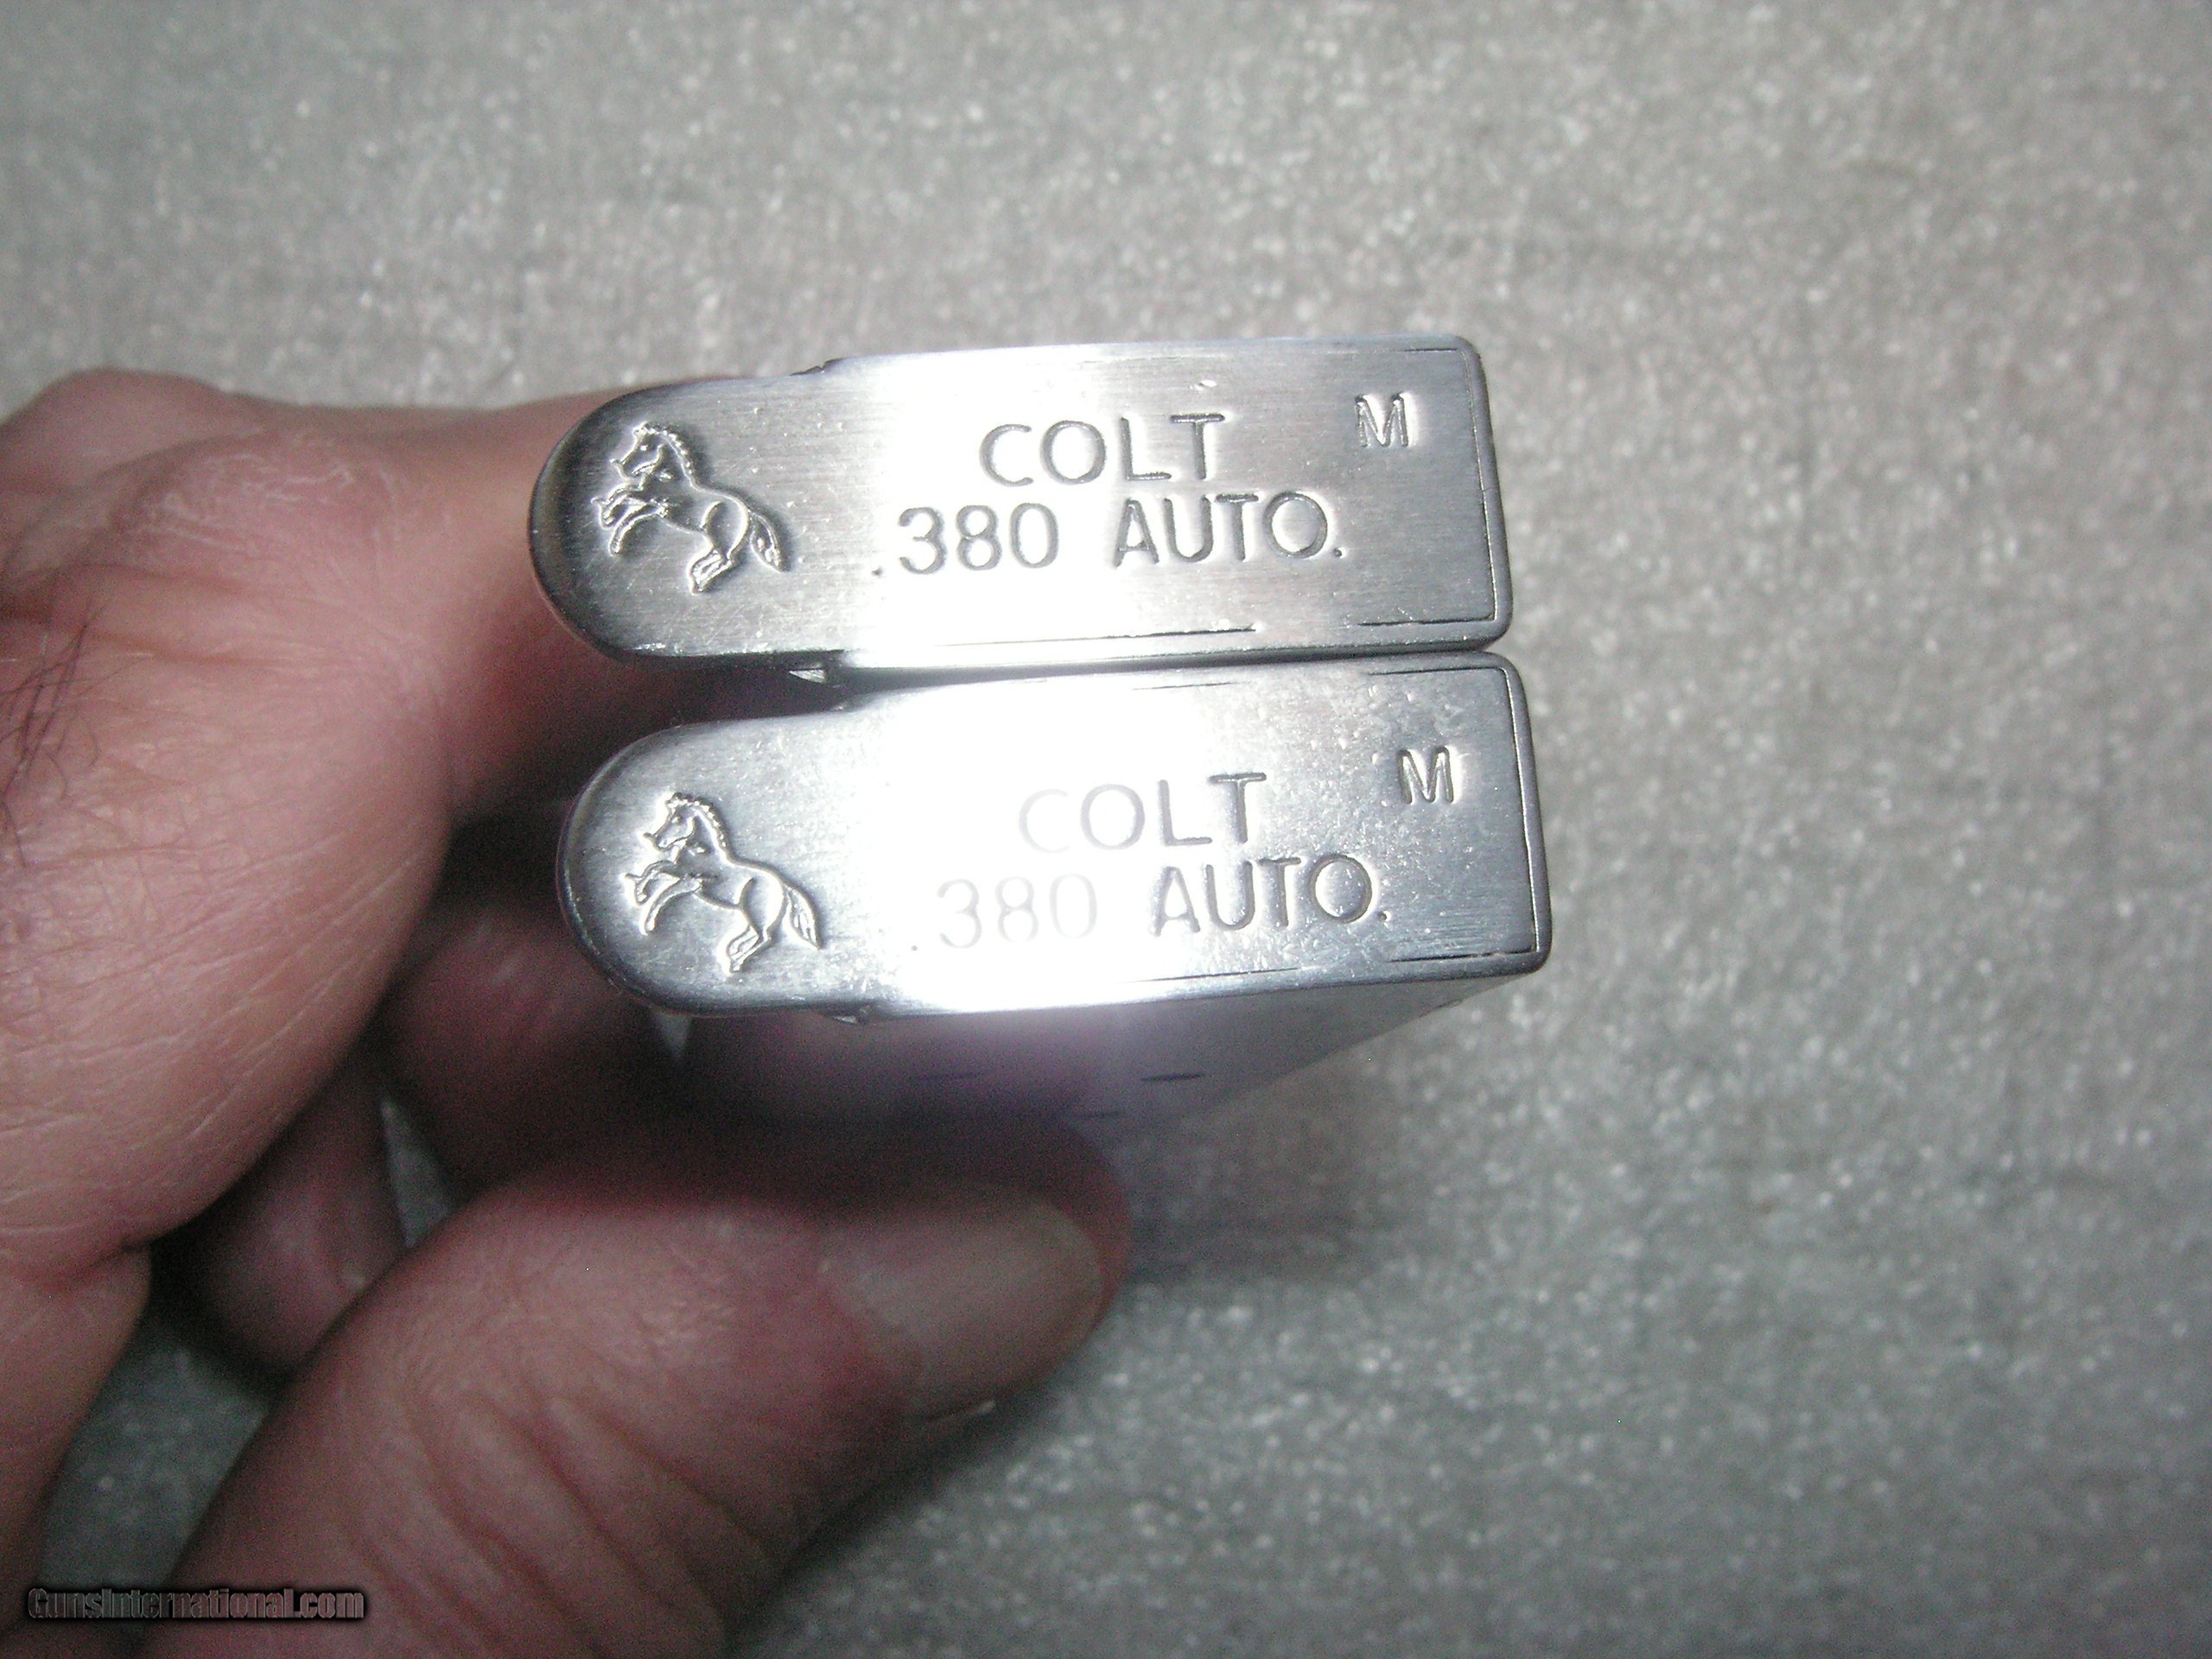 COLT M
.380 AUTO.
COLT M
.380 AUTO.
GunsInternational.com